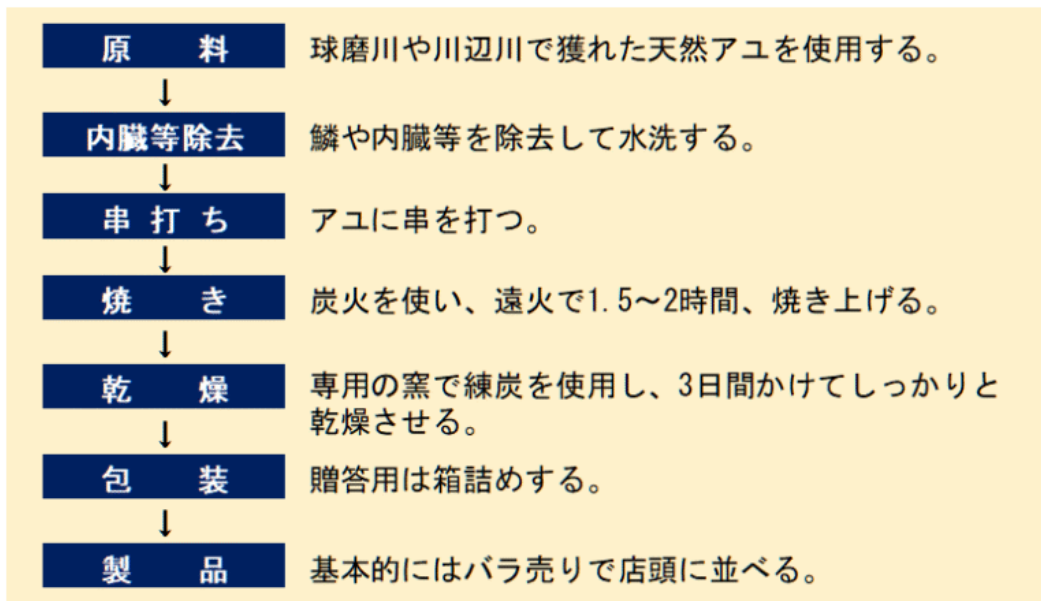 原料 球磨川や川辺川で獲れた天然アユを使用する。
↓
内臓等除去 鱗や内臓等を除去して水洗する。
↓
串打ち アユに串を打つ。
↓
焼き 炭火を使い、遠火で1.5～2時間、焼き上げる。
↓
乾燥 専用の窯で練炭を使用し、3日間かけてしっかりと
乾燥させる。
↓
包装 贈答用は箱詰めする。
↓
製品 基本的にはバラ売りで店頭に並べる。